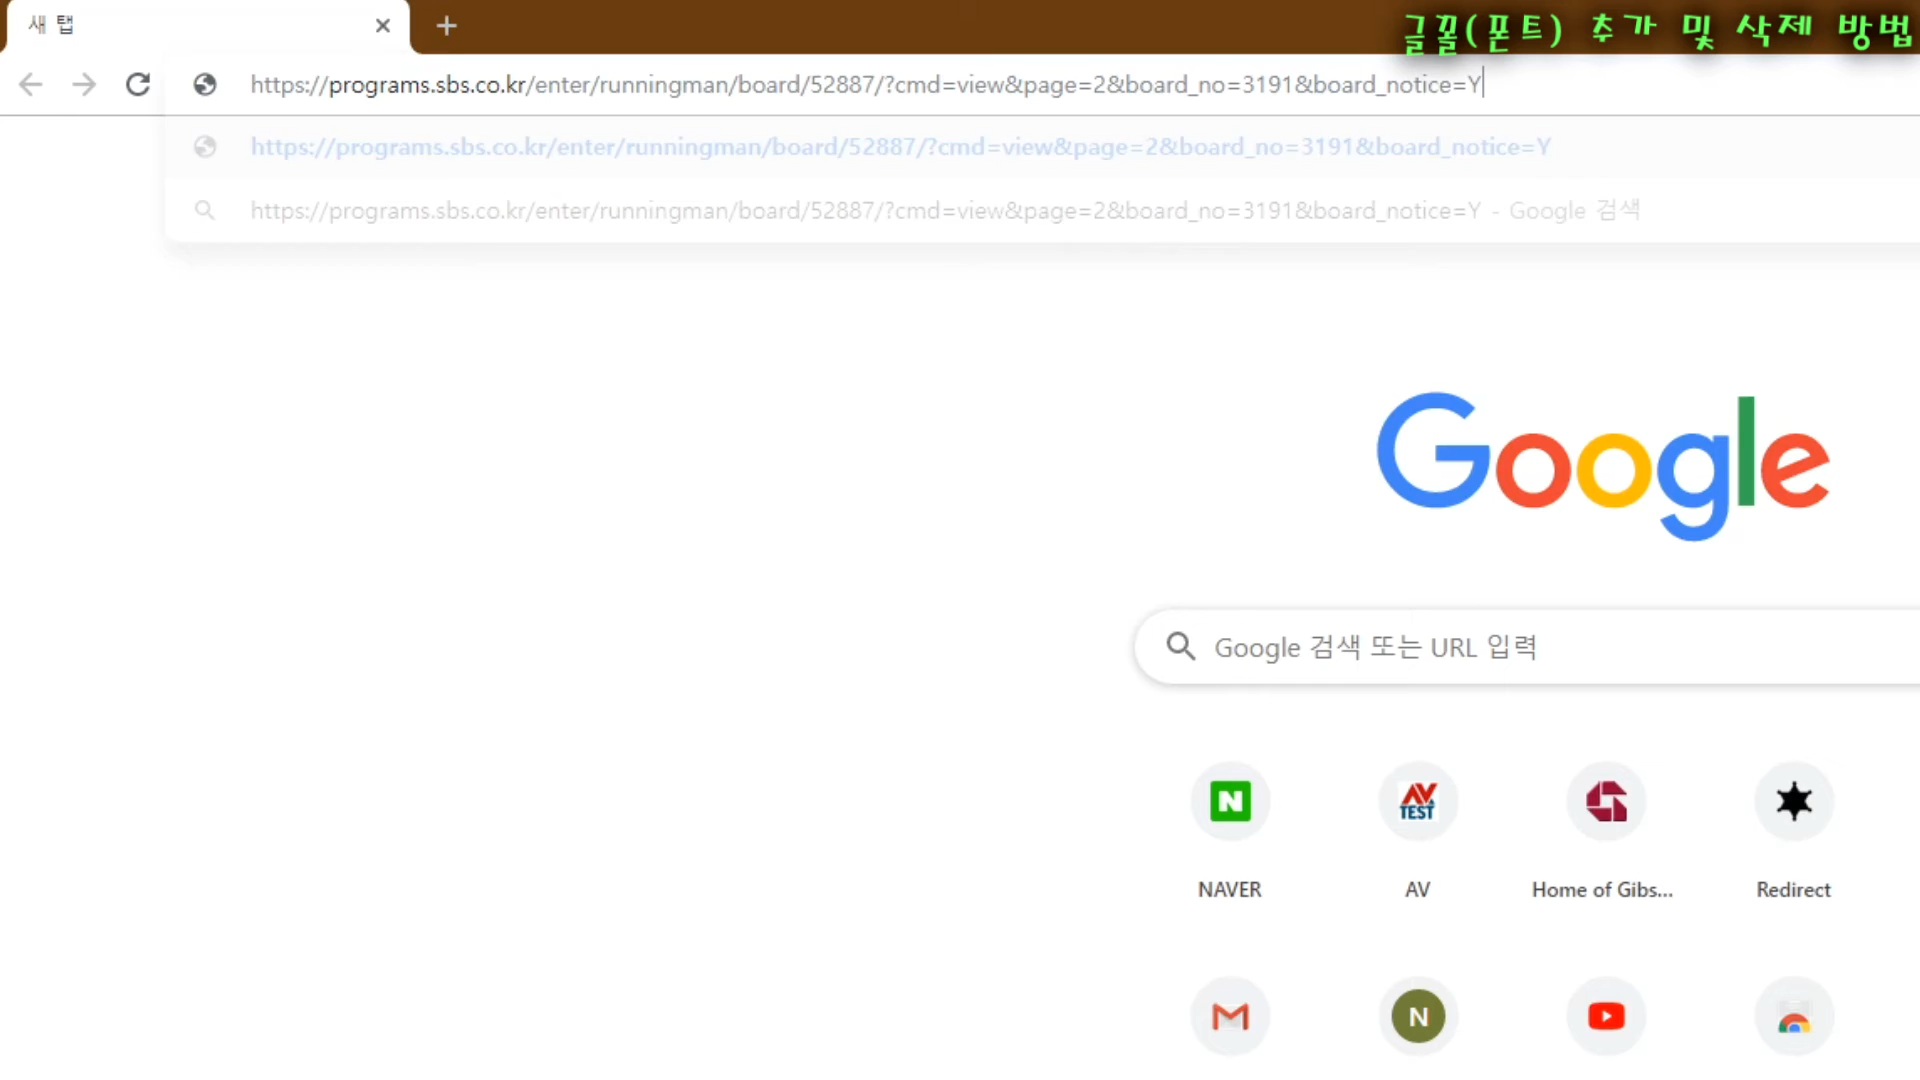 새 탭
글꼴(폰트) 추가 및 삭제 방법
https://programs.sbs.co.kr/enter/runningman/board/52887/?cmd=view&page=2&board_no=3191&board_notice=Y
https://programs.sbs.co.kr/enter/runningman/board/52887/?cmd=view&page=2&board_no=3191&board_notice=Y
https://programs.sbs.co.kr/enter/runningman/board/52887/?cmd=view&page=2&board_no=3191&board_notice=Y - Google 검색
Google
Google 검색 또는 URL 입력
N
AV TEST
NAVER
AV
Home of Gibs...
Redirect
N